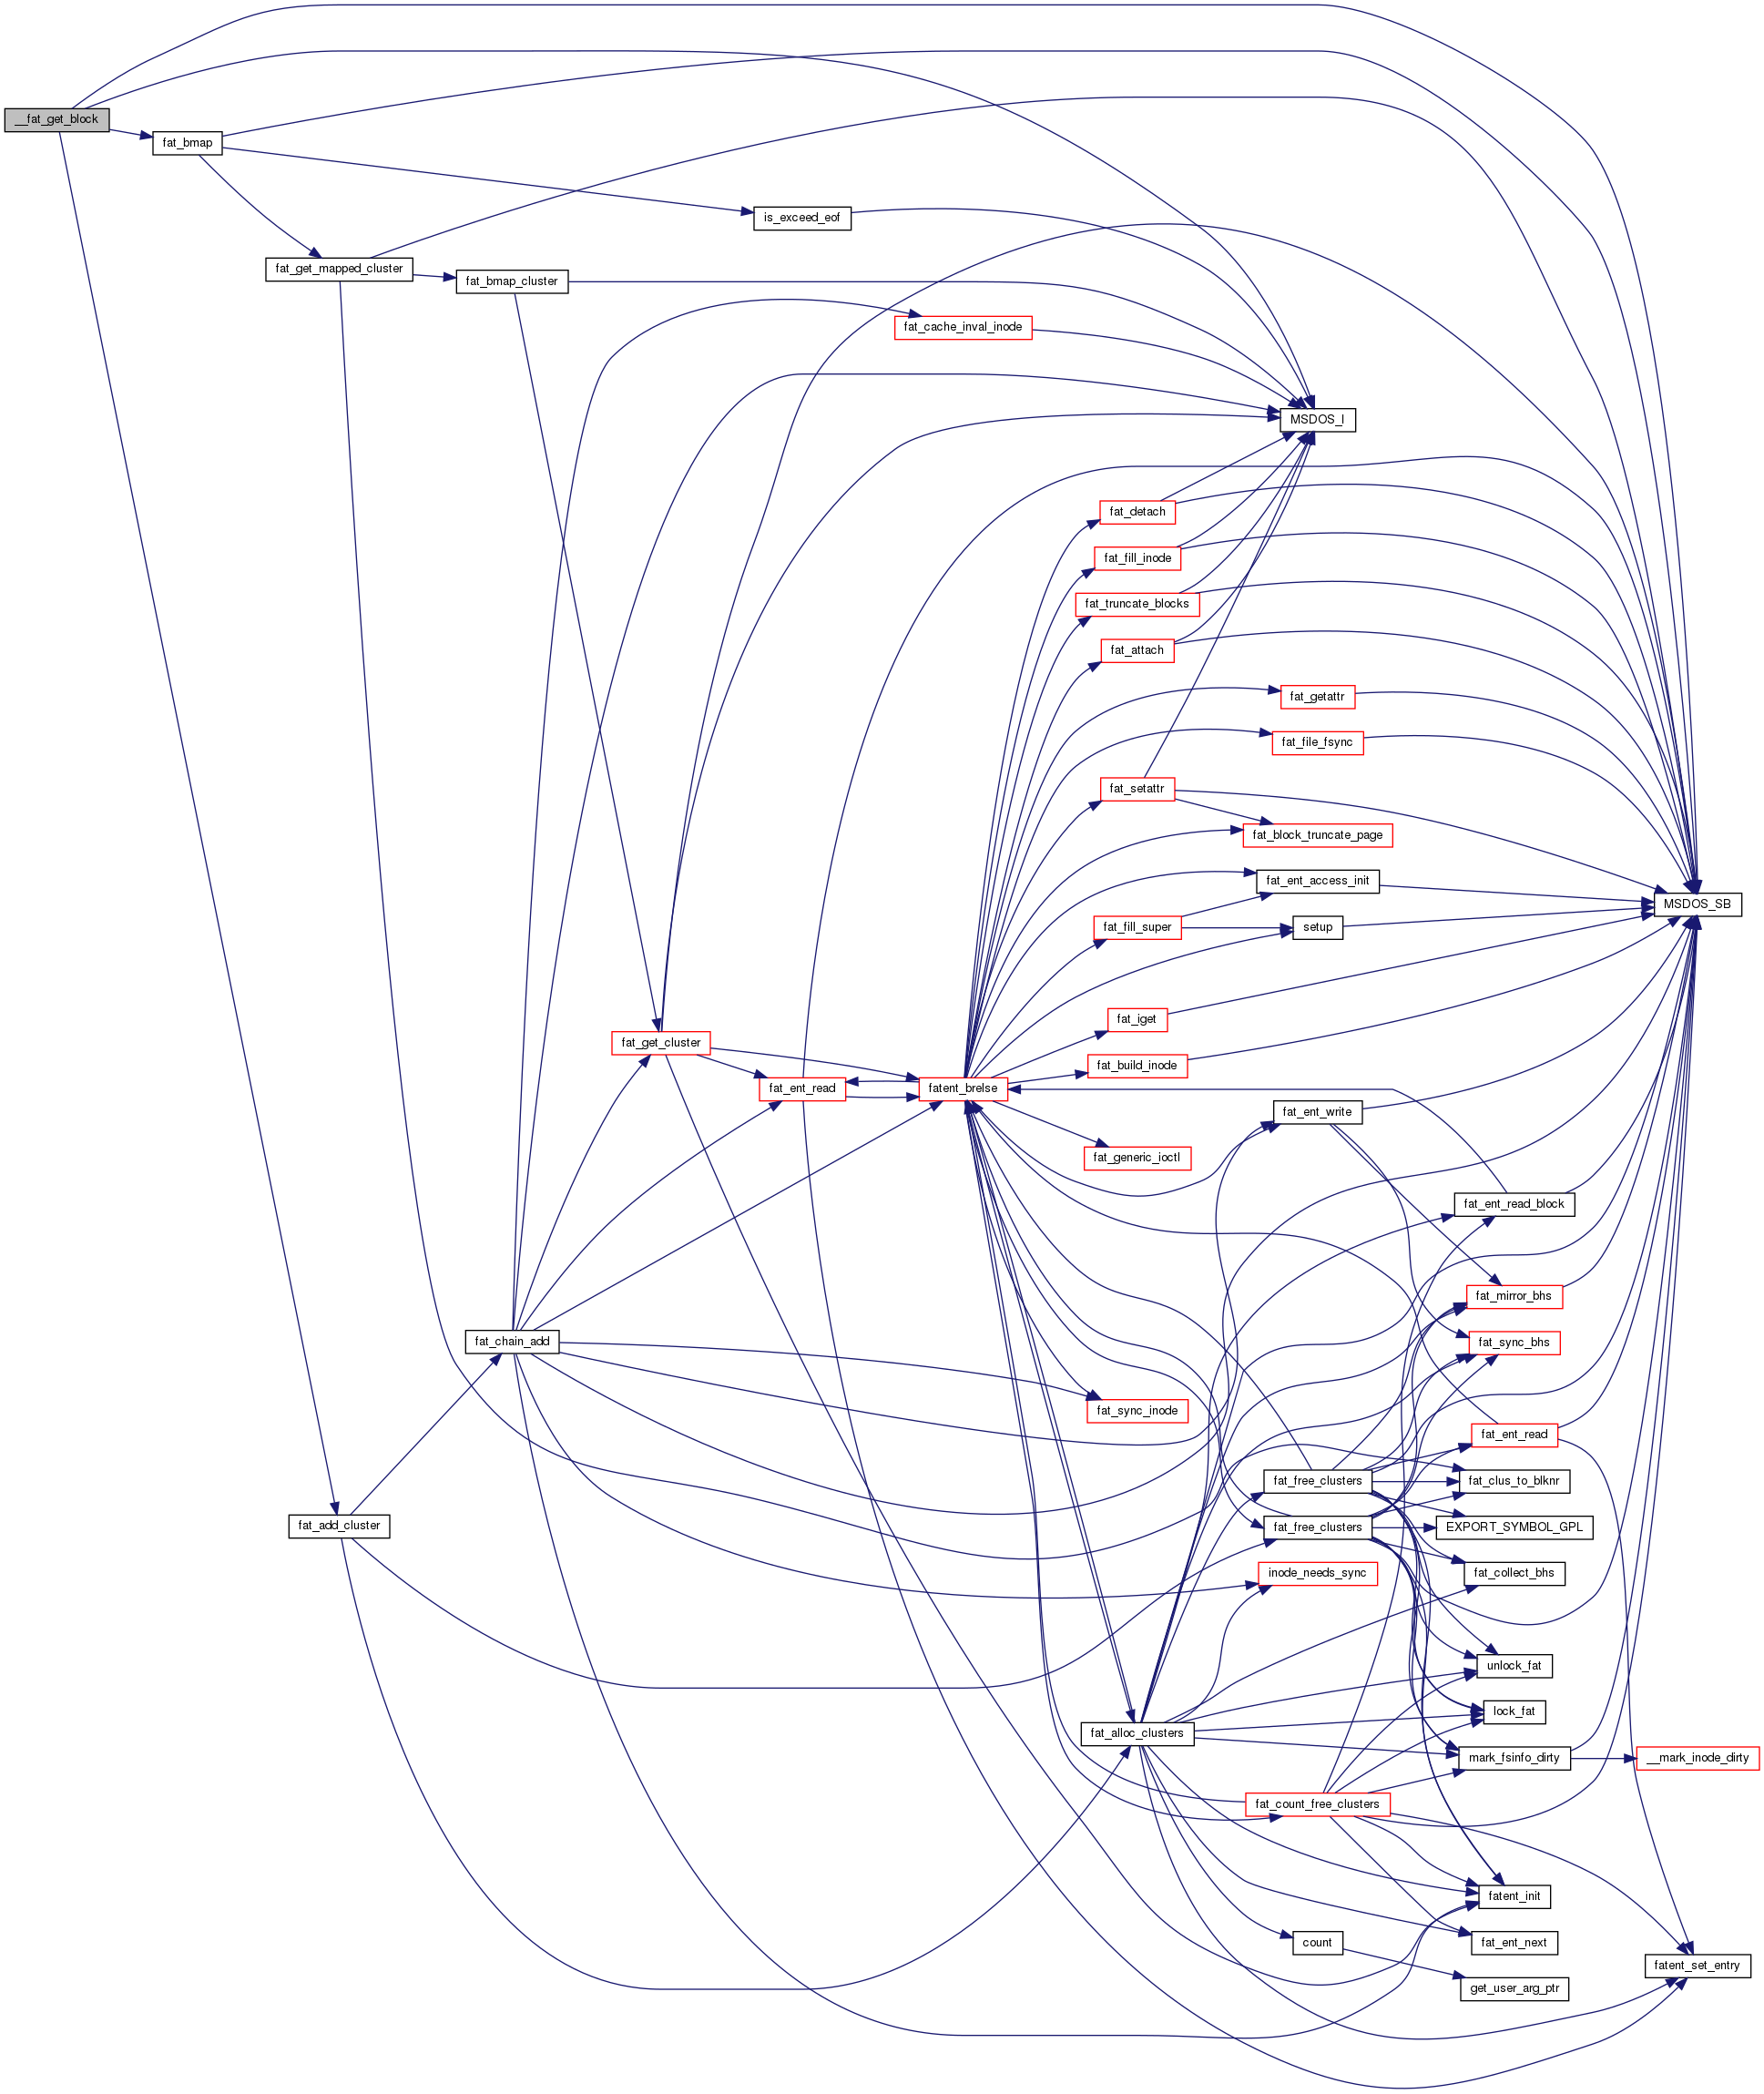 __fat_get_block
fat_bmap
is_exceed_eof
fat_get_mapped_cluster
fat_bmap_cluster
fat_cache_inval_inode
MSDOS_I
fat_detach
fat_fill_inode
fat_truncate_blocks
fat_attach
fat_getattr
fat_file_fsync
fat_setattr
fat_block_truncate_page
fat_ent_access_init
MSDOS_SB
fat_fill_super
setup
fat_iget
fat_get_cluster
fat_build_inode
fat_ent_read
fatent_brelse
fat_ent_write
fat_generic_ioctl
fat_ent_read_block
fat_mirror_bhs
fat_chain_add
fat_sync_bhs
fat_sync_inode
fat_ent_read
fat_free_clusters
fat_clus_to_blknr
fat_add_cluster
fat_free_clusters
EXPORT_SYMBOL_GPL
inode_needs_sync
fat_collect_bhs
unlock_fat
lock_fat
fat_alloc_clusters
mark_fsinfo_dirty
__mark_inode_dirty
fat_count_free_clusters
fatent_init
count
fat_ent_next
fatent_set_entry
get_user_arg_ptr